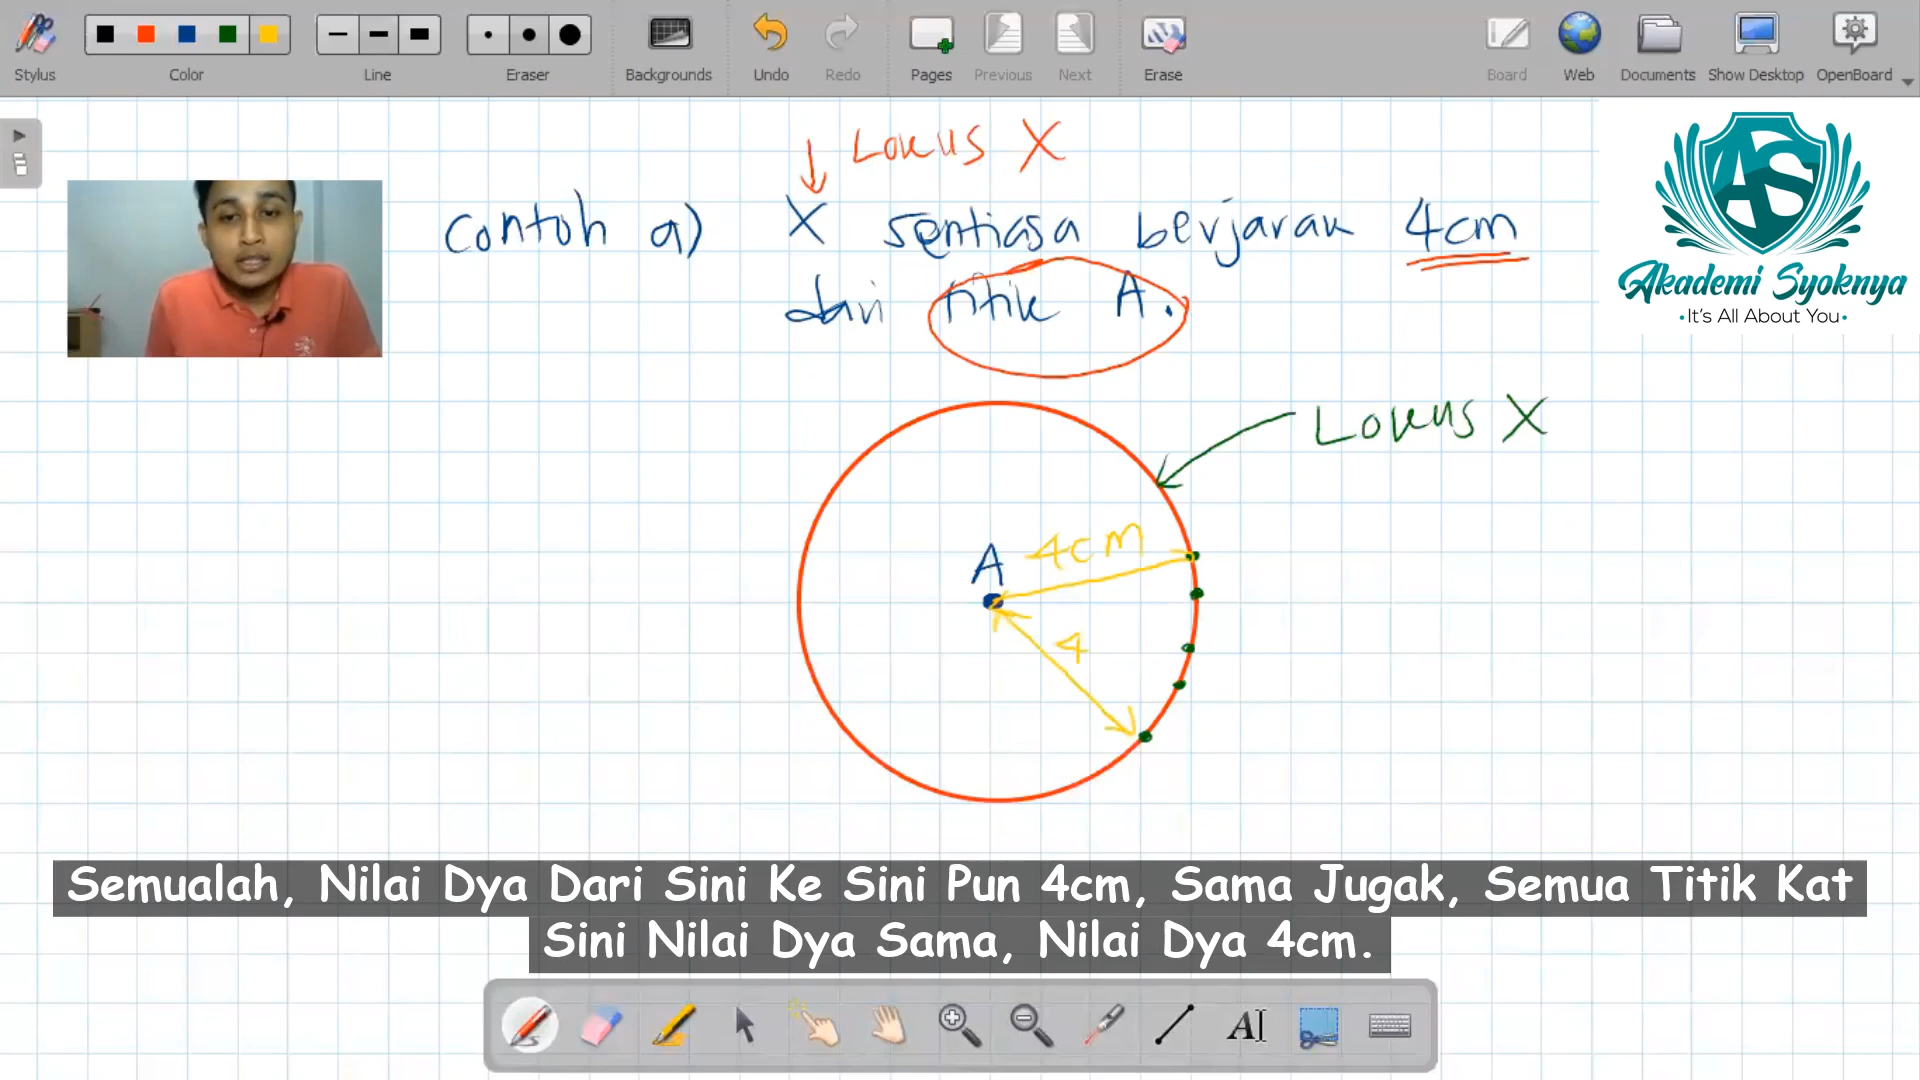 Stylus Color Line Eraser Backgrounds Undo Redo Pages Previous Next Erase Board Web Documents Show Desktop OpenBoard
Lokus X
Contoh a) X sentiasa berjarak 4cm
dari titik A.
AS
Akademi Syoknya
•It's All About You•
Lokus X
A 4cm
4
Semualah, Nilai Dya Dari Sini Ke Sini Pun 4cm, Sama Jugak, Semua Titik Kat
Sini Nilai Dya Sama, Nilai Dya 4cm.